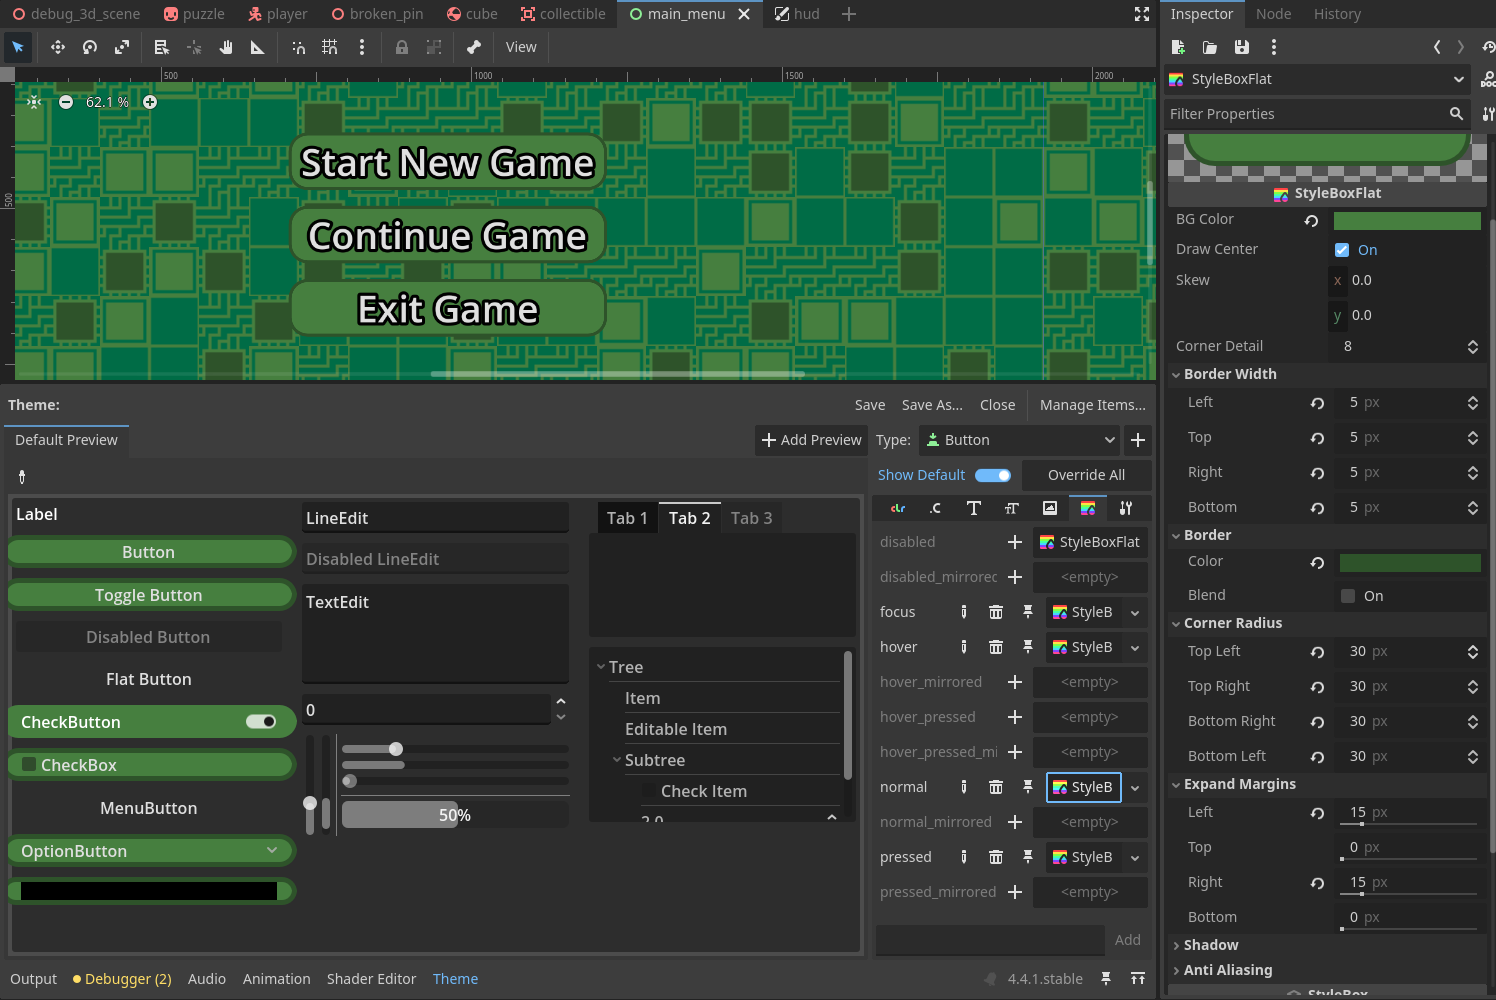 debug_3d_scene puzzle player broken_pin cube collectible main_menu hud
View
500 1000 1500 2000
500
62.1 %
Start New Game
Continue Game
Exit Game
Theme:
Save Save As... Close Manage Items...
Default Preview
Add Preview
Type: Button
Show Default Override All
Label
Button
Toggle Button
Disabled Button
Flat Button
CheckButton
CheckBox
MenuButton
OptionButton
LineEdit
Disabled LineEdit
TextEdit
0
50%
Tab 1 Tab 2 Tab 3
Tree
Item
Editable Item
Subtree
Check Item
2.0
clr .C T TT
disabled StyleBoxFlat
disabled_mirrored <empty>
focus StyleB
hover StyleB
hover_mirrored <empty>
hover_pressed <empty>
hover_pressed_mi <empty>
normal StyleB
normal_mirrored <empty>
pressed StyleB
pressed_mirrored <empty>
Add
Output Debugger (2) Audio Animation Shader Editor Theme
4.4.1.stable
Inspector Node History
StyleBoxFlat
DOC
Filter Properties
StyleBoxFlat
BG Color
Draw Center On
Skew x 0.0
y 0.0
Corner Detail 8
Border Width
Left 5 px
Top 5 px
Right 5 px
Bottom 5 px
Border
Color
Blend On
Corner Radius
Top Left 30 px
Top Right 30 px
Bottom Right 30 px
Bottom Left 30 px
Expand Margins
Left 15 px
Top 0 px
Right 15 px
Bottom 0 px
Shadow
Anti Aliasing
StyleBox